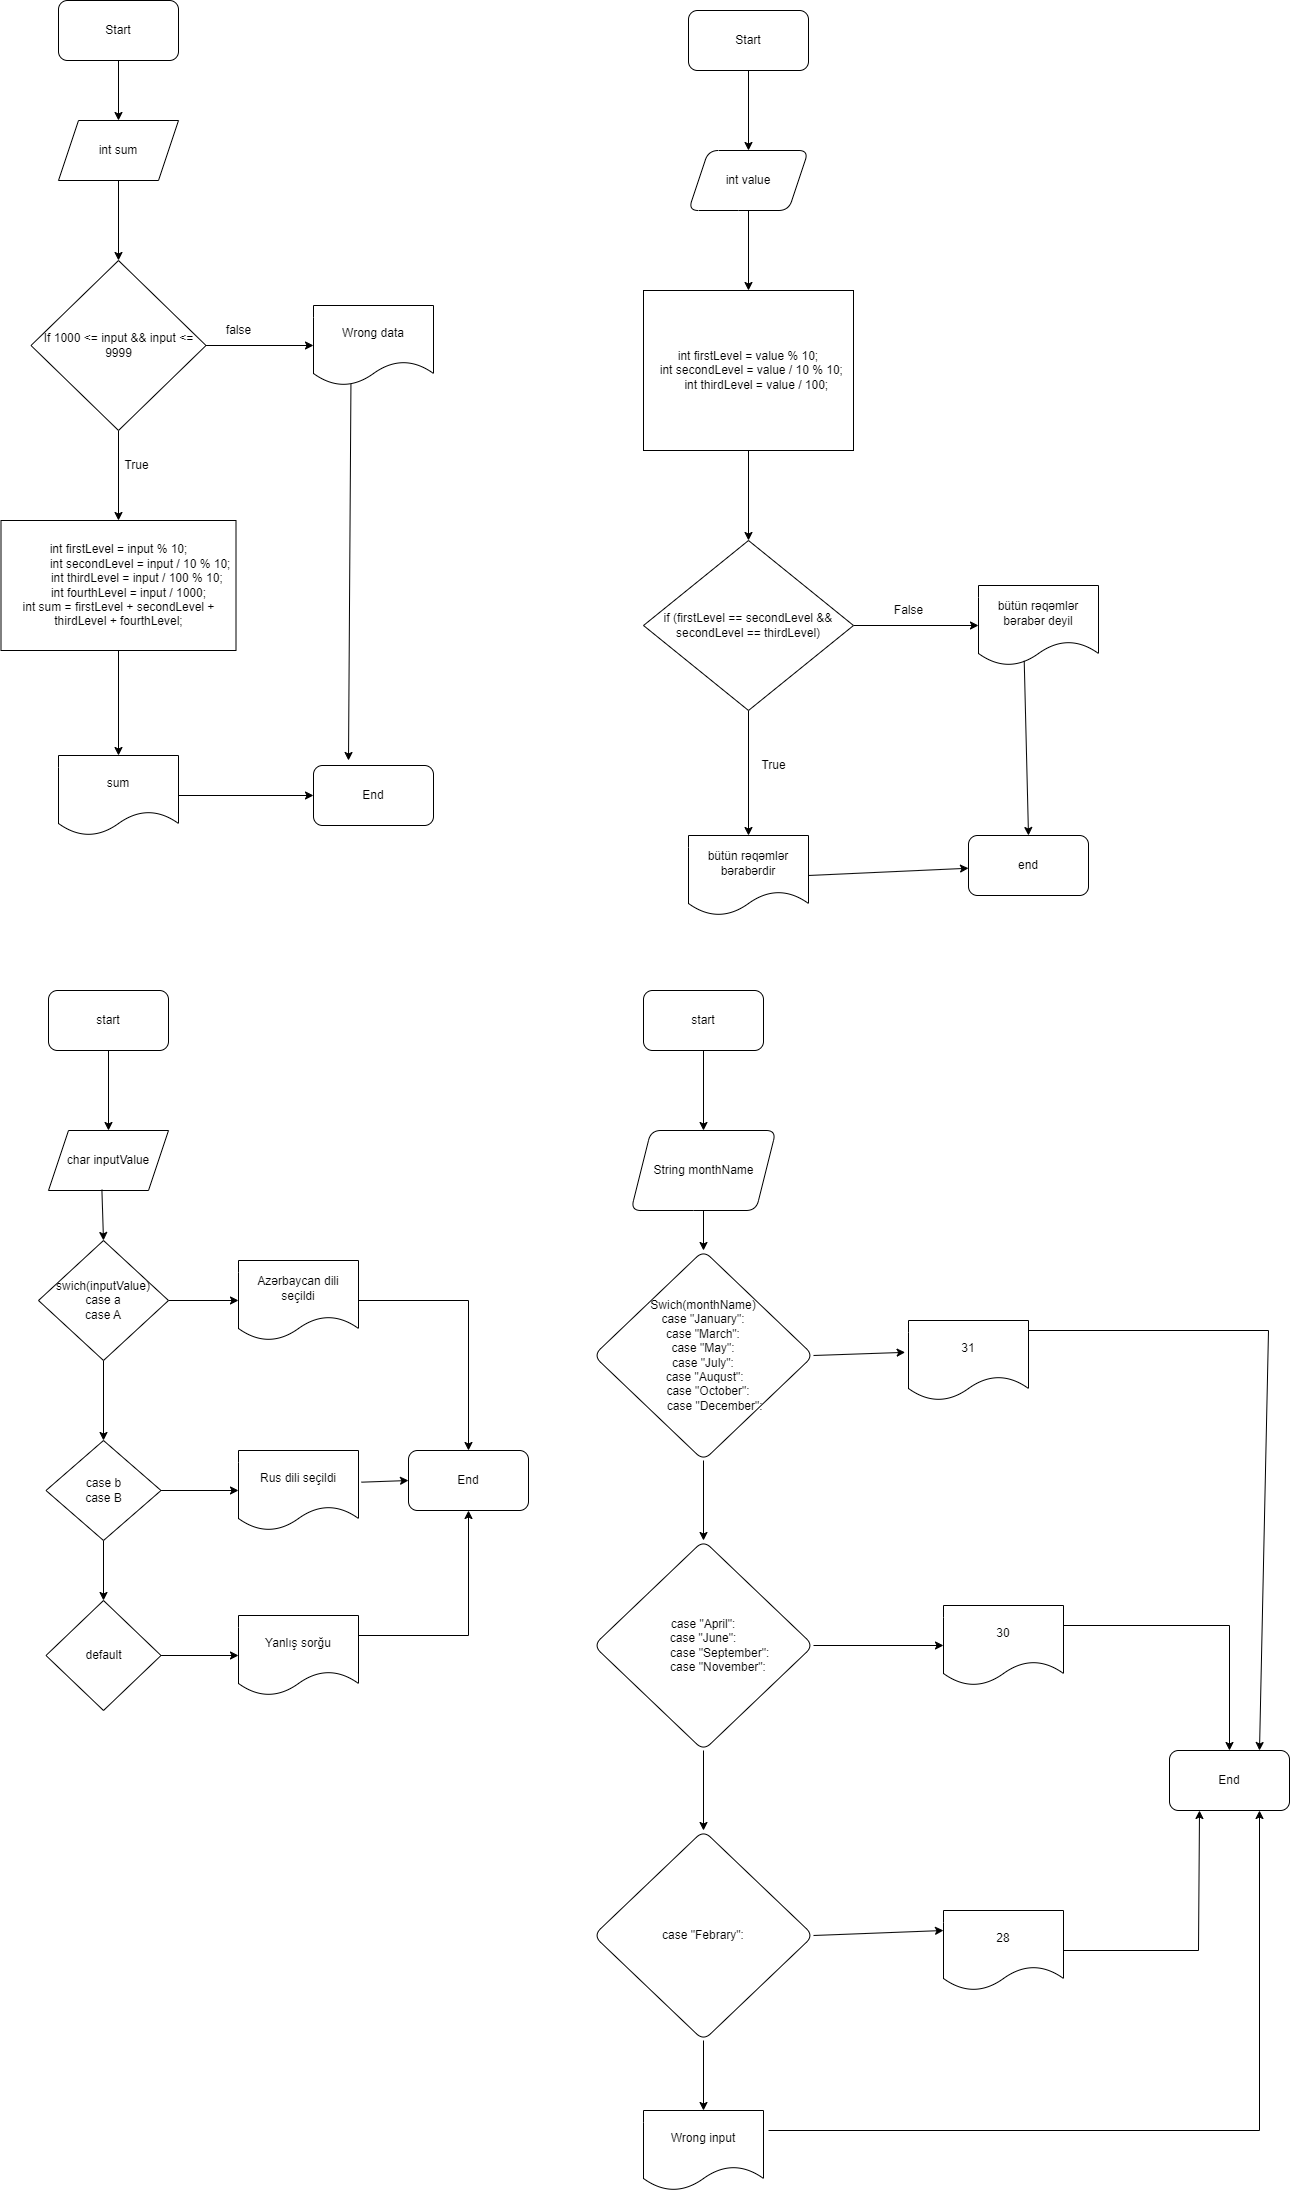 Start
int sum
If 1000 <= input && input <=
9999
false
Wrong data
True
int firstLevel = input % 10;
int secondLevel = input / 10 % 10;
int thirdLevel = input / 100 % 10;
int fourthLevel = input / 1000;
int sum = firstLevel + secondLevel +
thirdLevel + fourthLevel;
sum
End
Start
int value
int firstLevel = value % 10;
int secondLevel = value / 10 % 10;
int thirdLevel = value / 100;
if (firstLevel == secondLevel &&
secondLevel == thirdLevel)
False
bütün rəqəmlər
bərabər deyil
True
bütün rəqəmlər
bərabərdir
end
start
char inputValue
swich(inputValue)
case a
case A
Azərbaycan dili
seçildi
case b
case B
Rus dili seçildi
End
default
Yanlış sorğu
start
String monthName
Swich(monthName)
case "January":
case "March":
case "May":
case "July":
case "Auqust":
case "October":
case "December":
31
case "April":
case "June":
case "September":
case "November":
30
End
case "Febrary":
28
Wrong input